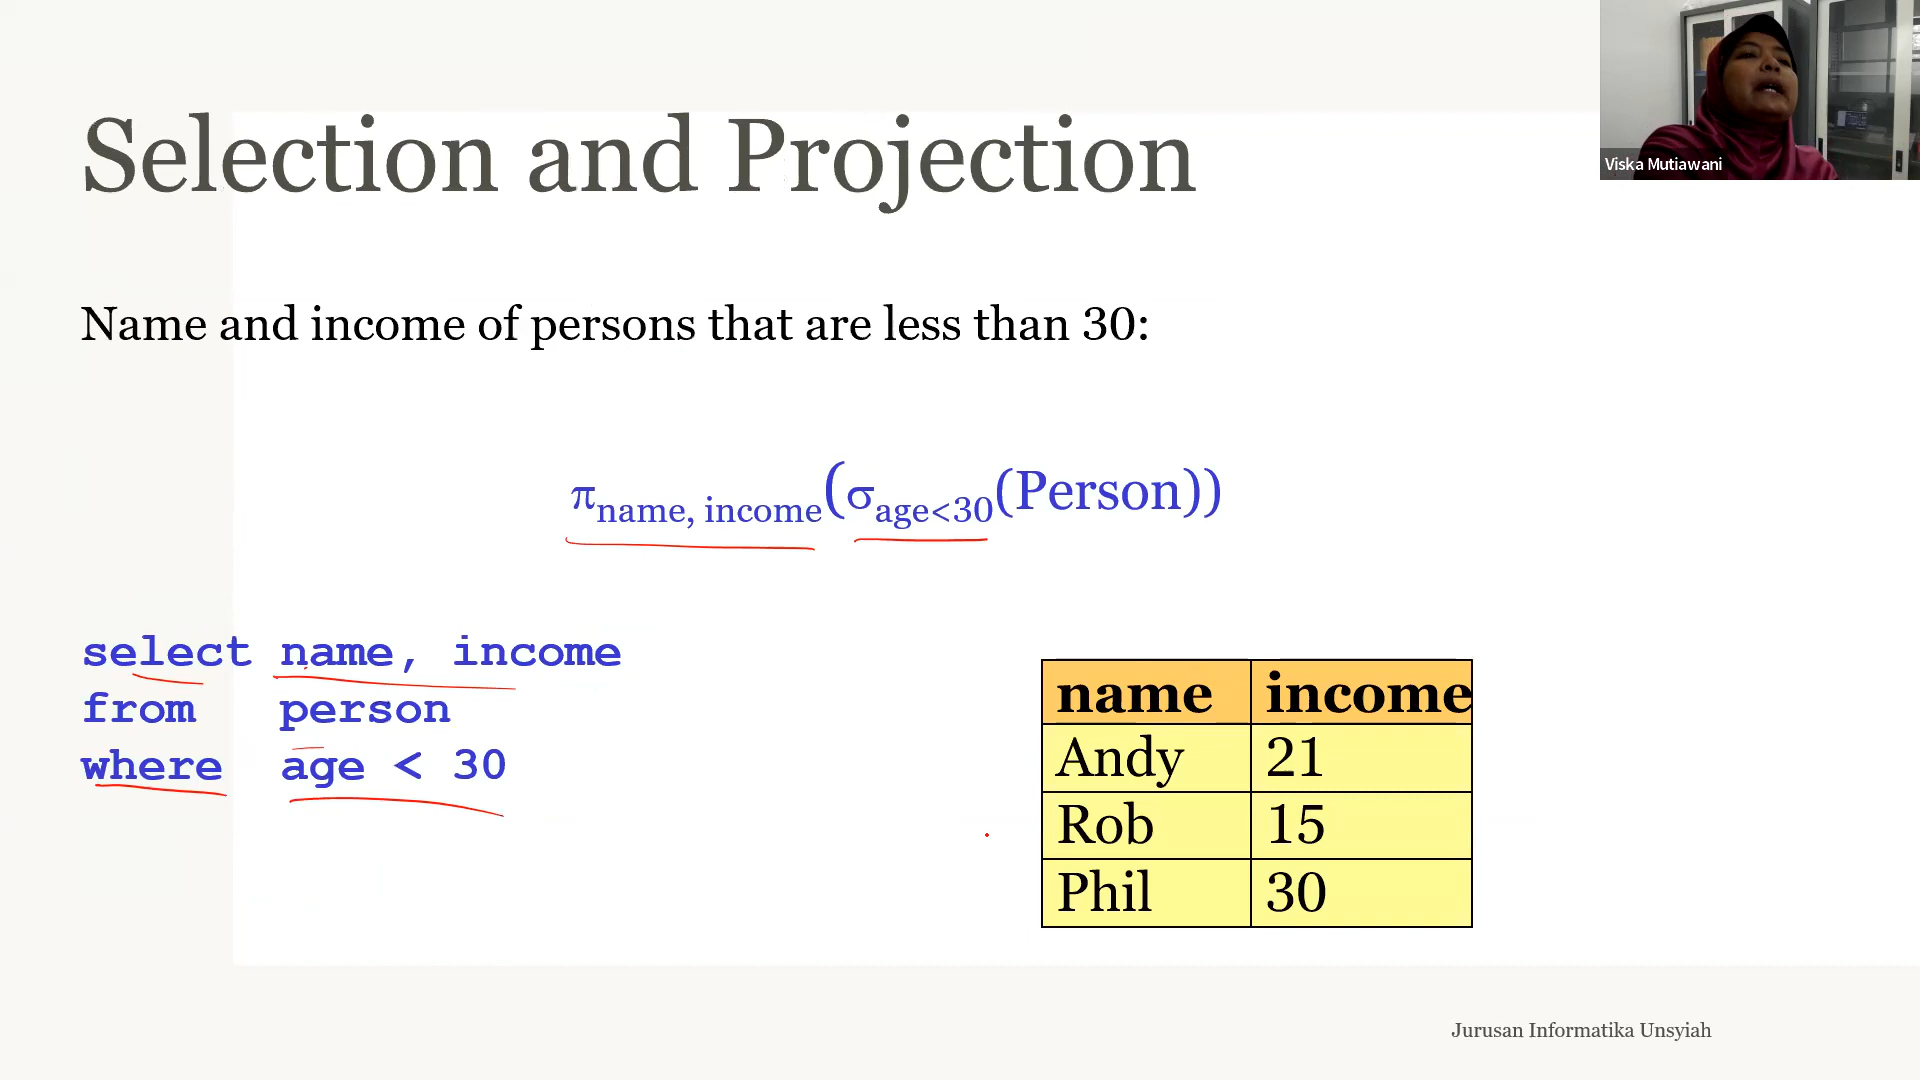 Selection and Projection
Viska Mutiawani
Name and income of persons that are less than 30:
πname, income(σage<30(Person))
select name, income
from person
where age < 30
name income
Andy 21
Rob 15
Phil 30
Jurusan Informatika Unsyiah